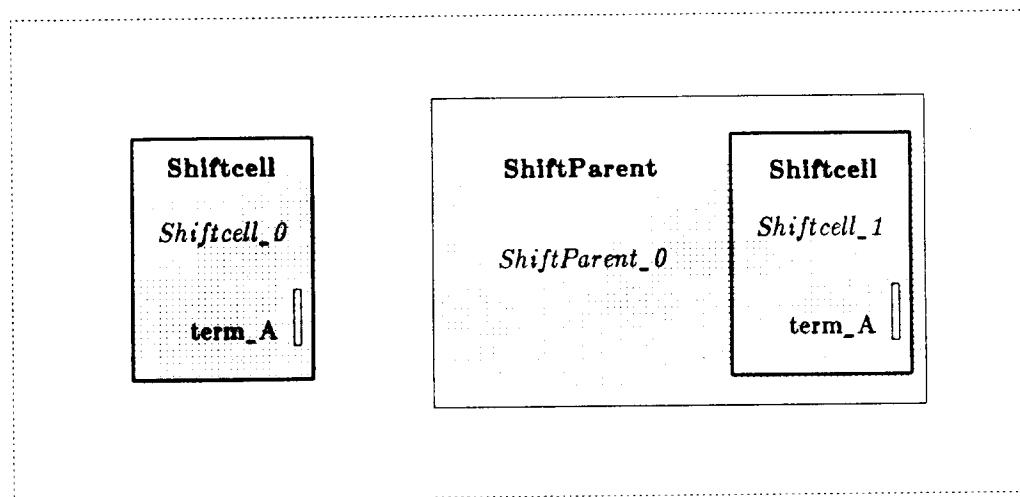 Shiftcell
Shiftcell_0
term_A
ShiftParent
ShiftParent_0
Shiftcell
Shiftcell_1
term_A